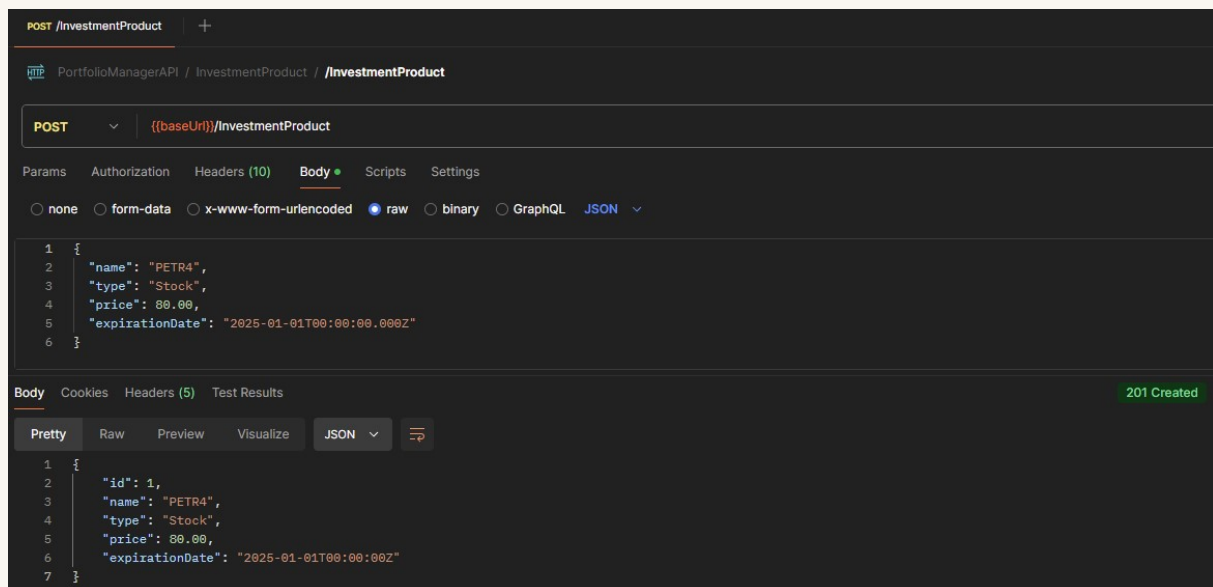 POST /InvestmentProduct +
HTTP PortfolioManagerAPI / InvestmentProduct / /InvestmentProduct
POST {{baseUrl}}/InvestmentProduct
Params Authorization Headers (10) Body Scripts Settings
none form-data x-www-form-urlencoded raw binary GraphQL JSON
1 {
2 "name": "PETR4",
3 "type": "Stock",
4 "price": 80.00,
5 "expirationDate": "2025-01-01T00:00:00.000Z"
6 }
Body Cookies Headers (5) Test Results 201 Created
Pretty Raw Preview Visualize JSON
1 {
2 "id": 1,
3 "name": "PETR4",
4 "type": "Stock",
5 "price": 80.00,
6 "expirationDate": "2025-01-01T00:00:00Z"
7 }